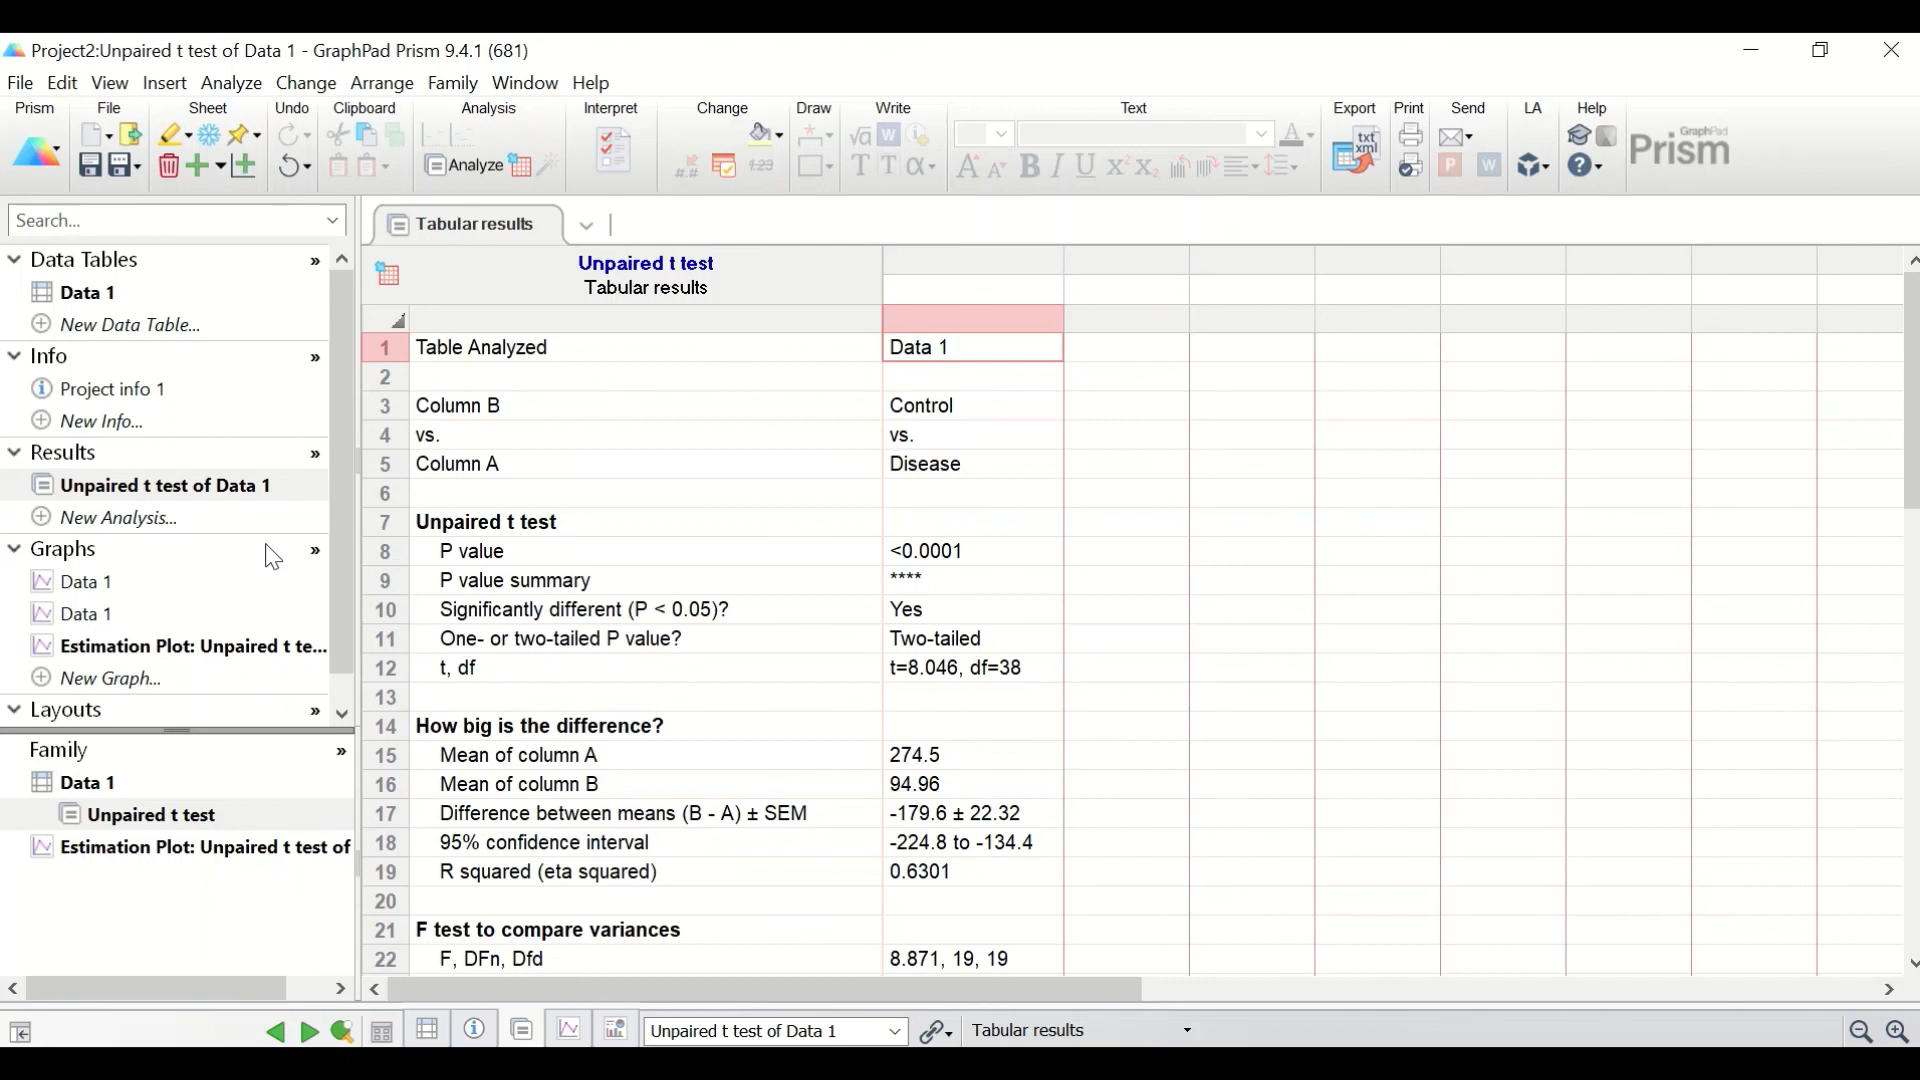 Project2:Unpaired t test of Data 1 - GraphPad Prism 9.4.1 (681)
File Edit View Insert Analyze Change Arrange Family Window Help
Prism File Sheet Undo Clipboard Analysis Interpret Change Draw Write Text Export Print Send LA Help
Analyze
GraphPad
Prism
Search...
Tabular results
Data Tables
Data 1
New Data Table...
Info
Project info 1
New Info...
Results
Unpaired t test of Data 1
New Analysis...
Graphs
Data 1
Data 1
Estimation Plot: Unpaired t te...
New Graph...
Layouts
Family
Data 1
Unpaired t test
Estimation Plot: Unpaired t test of
Unpaired t test
Tabular results
1 Table Analyzed Data 1
2
3 Column B Control
4 vs. vs.
5 Column A Disease
6
7 Unpaired t test
8 P value <0.0001
9 P value summary ****
10 Significantly different (P < 0.05)? Yes
11 One- or two-tailed P value? Two-tailed
12 t, df t=8.046, df=38
13
14 How big is the difference?
15 Mean of column A 274.5
16 Mean of column B 94.96
17 Difference between means (B - A) ± SEM -179.6 ± 22.32
18 95% confidence interval -224.8 to -134.4
19 R squared (eta squared) 0.6301
20
21 F test to compare variances
22 F, DFn, Dfd 8.871, 19, 19
Unpaired t test of Data 1 Tabular results